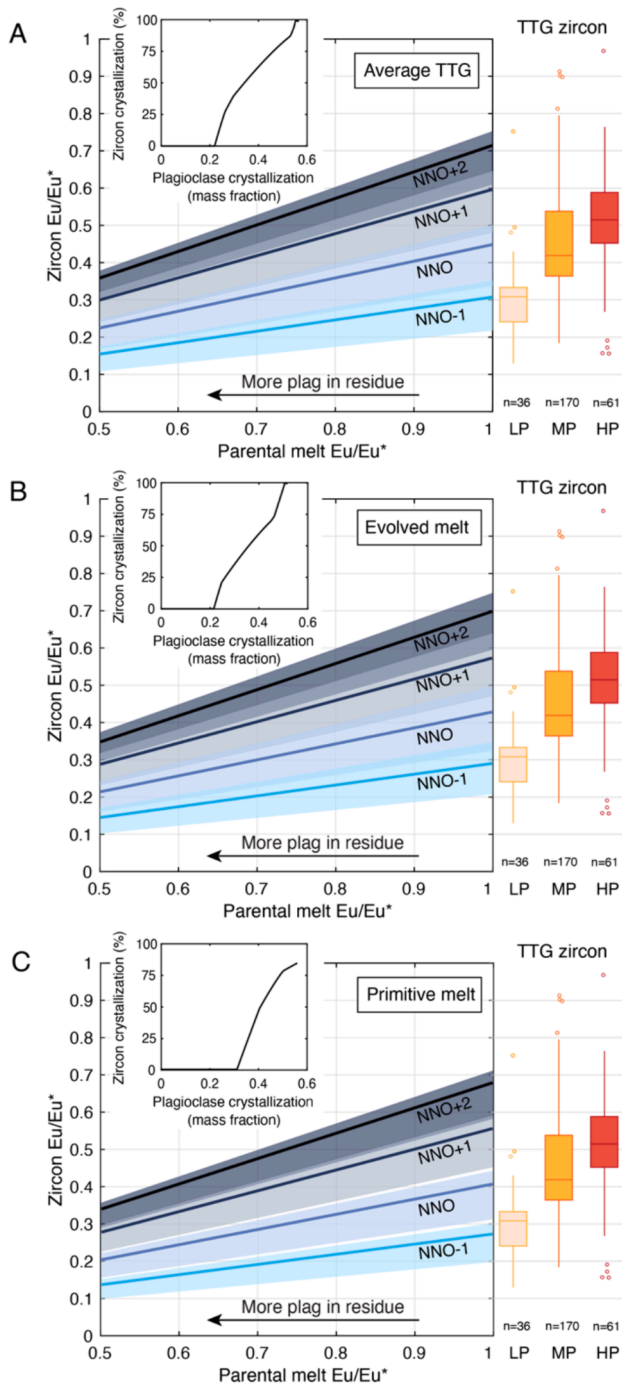 A
TTG zircon
Average TTG
Zircon crystallization (%)
100
75
50
25
0
0 0.2 0.4 0.6
Plagioclase crystallization
(mass fraction)
Zircon Eu/Eu*
1
0.9
0.8
0.7
0.6
0.5
0.4
0.3
0.2
0.1
0
NNO+2
NNO+1
NNO
NNO-1
More plag in residue
0.5 0.6 0.7 0.8 0.9 1
Parental melt Eu/Eu*
n=36 n=170 n=61
LP MP HP
B
TTG zircon
Evolved melt
Zircon crystallization (%)
100
75
50
25
0
0 0.2 0.4 0.6
Plagioclase crystallization
(mass fraction)
Zircon Eu/Eu*
1
0.9
0.8
0.7
0.6
0.5
0.4
0.3
0.2
0.1
0
NNO+2
NNO+1
NNO
NNO-1
More plag in residue
0.5 0.6 0.7 0.8 0.9 1
Parental melt Eu/Eu*
n=36 n=170 n=61
LP MP HP
C
TTG zircon
Primitive melt
Zircon crystallization (%)
100
75
50
25
0
0 0.2 0.4 0.6
Plagioclase crystallization
(mass fraction)
Zircon Eu/Eu*
1
0.9
0.8
0.7
0.6
0.5
0.4
0.3
0.2
0.1
0
NNO+2
NNO+1
NNO
NNO-1
More plag in residue
0.5 0.6 0.7 0.8 0.9 1
Parental melt Eu/Eu*
n=36 n=170 n=61
LP MP HP